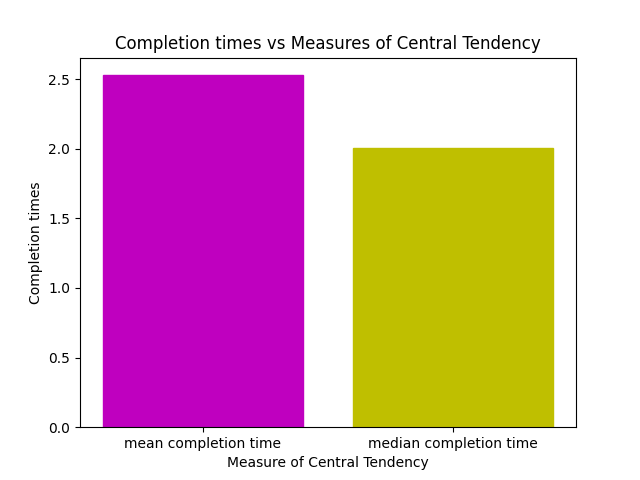 Completion times vs Measures of Central Tendency
2.5
2.0
1.5
1.0
0.5
0.0
Completion times
mean completion time
median completion time
Measure of Central Tendency